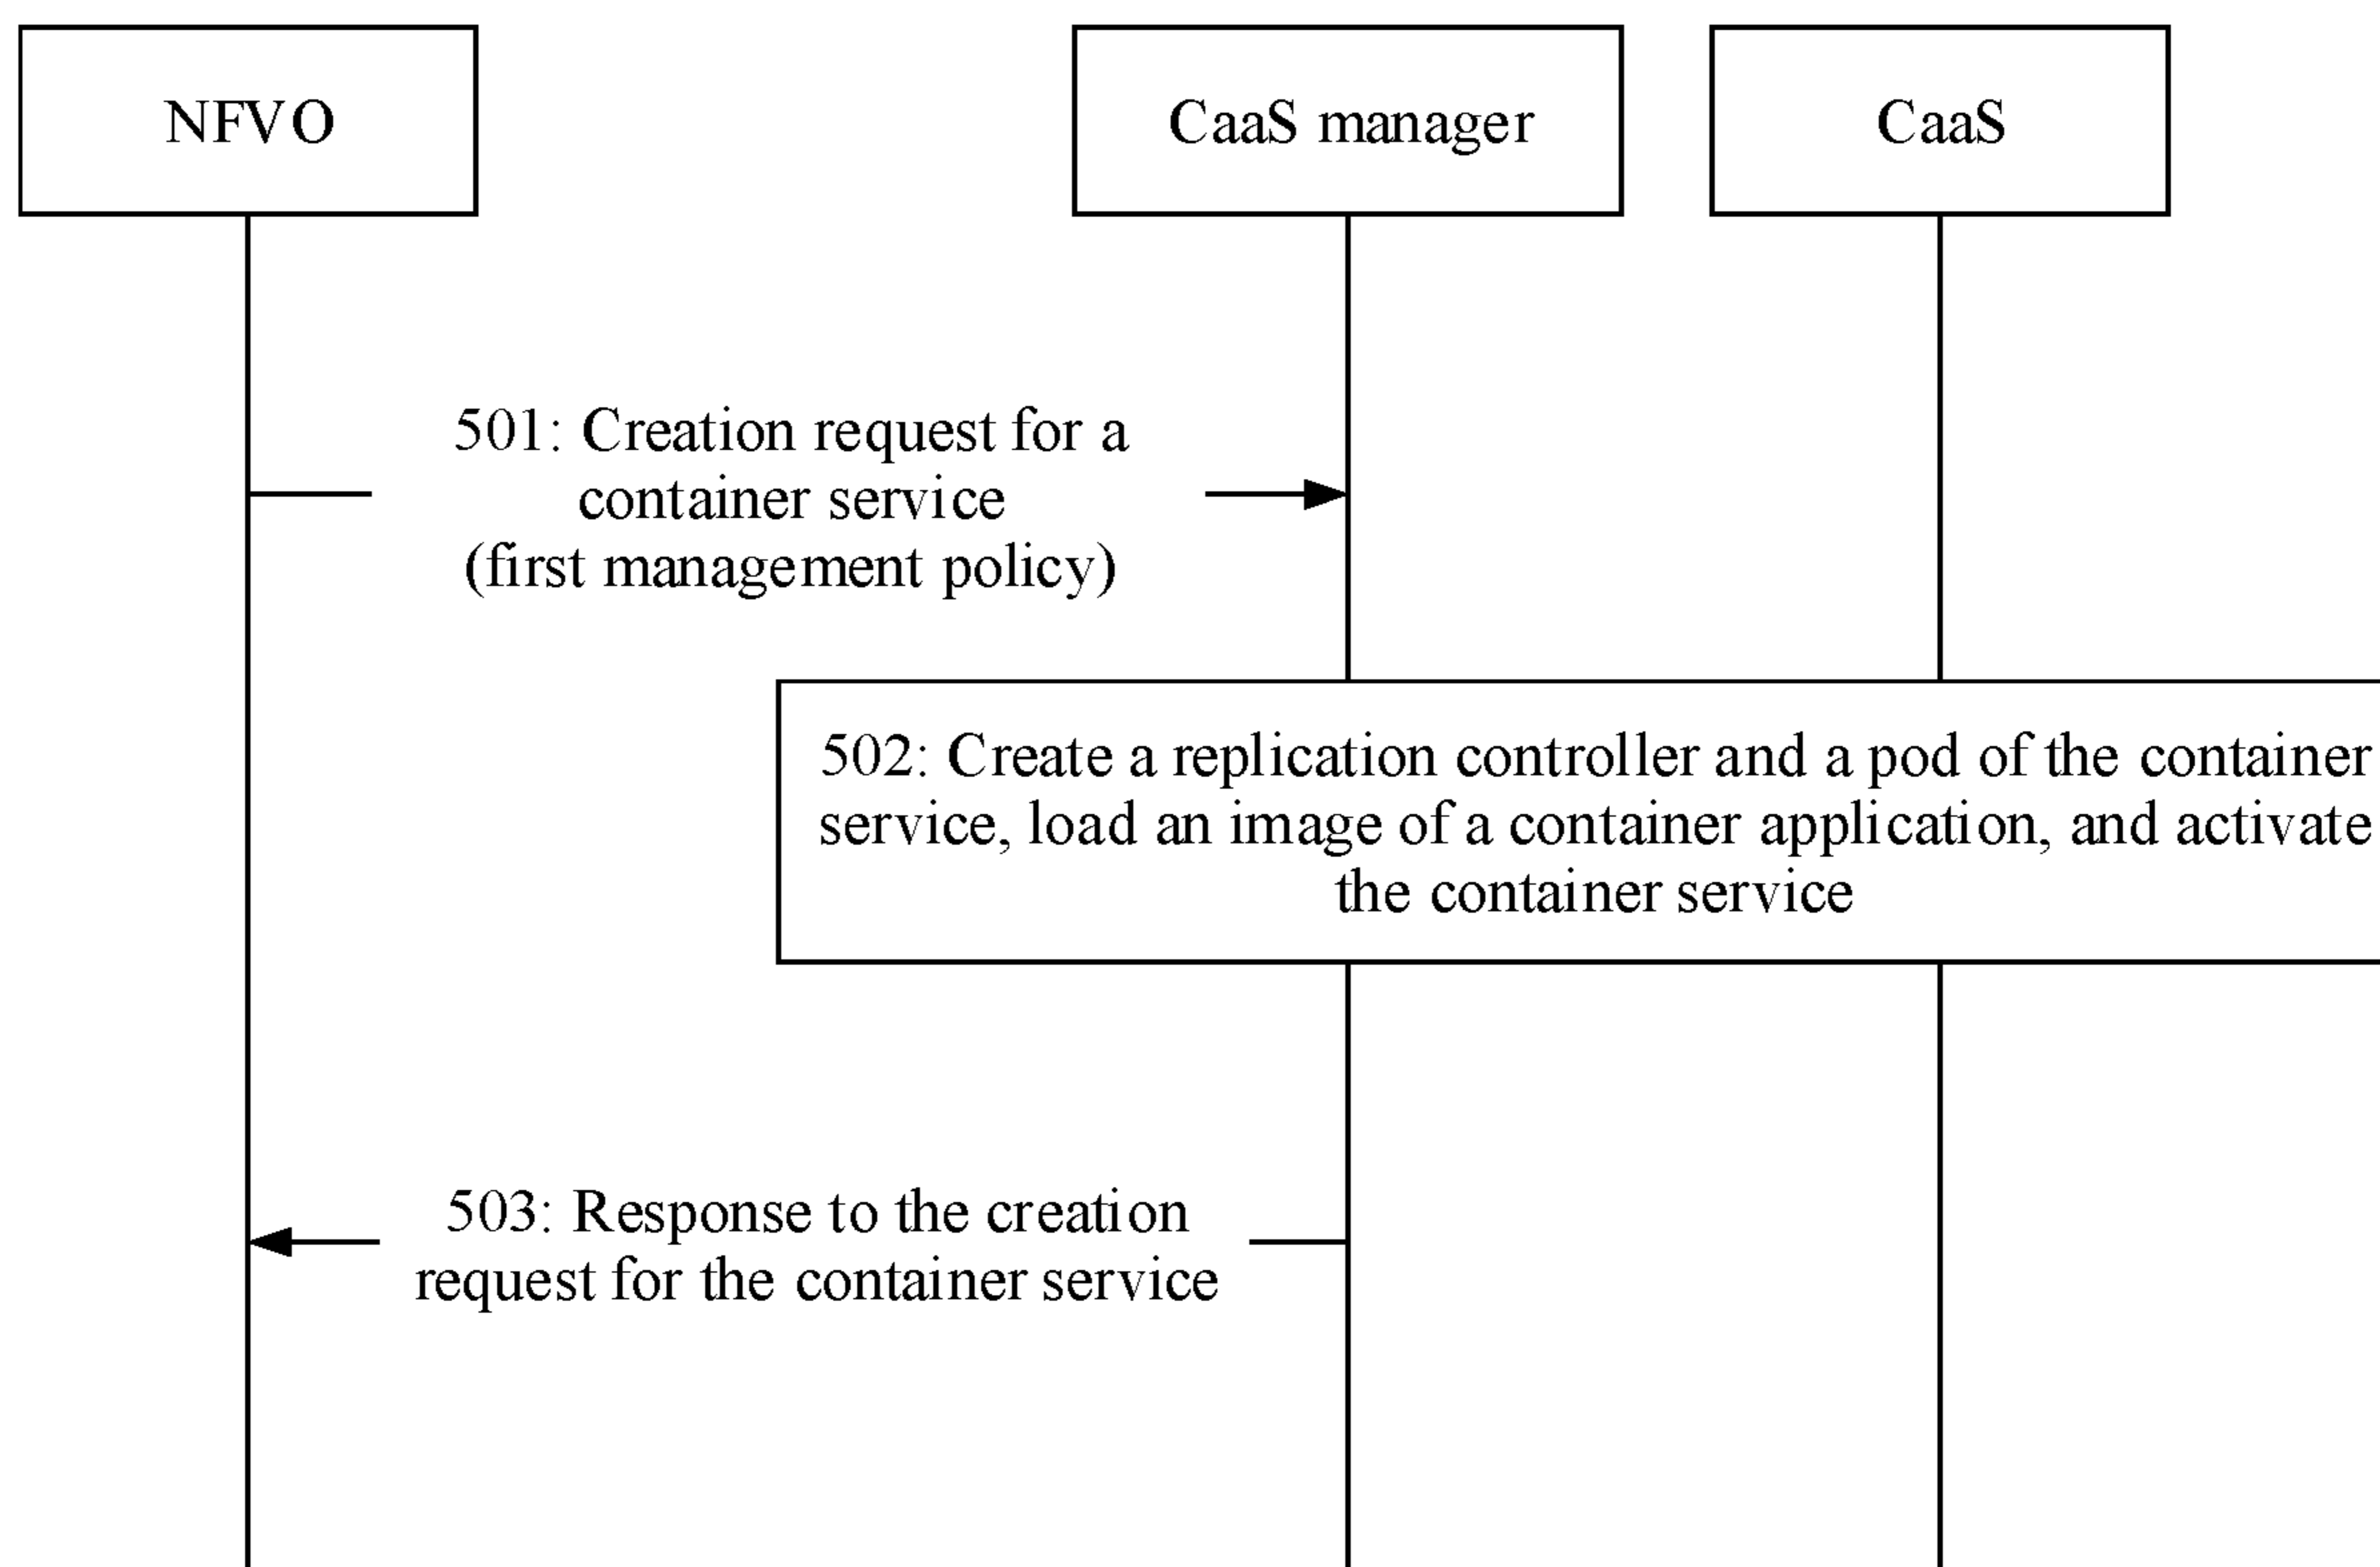 NFVO
CaaS manager
CaaS
501: Creation request for a
container service
(first management policy)
502: Create a replication controller and a pod of the container
service, load an image of a container application, and activate
the container service
503: Response to the creation
request for the container service